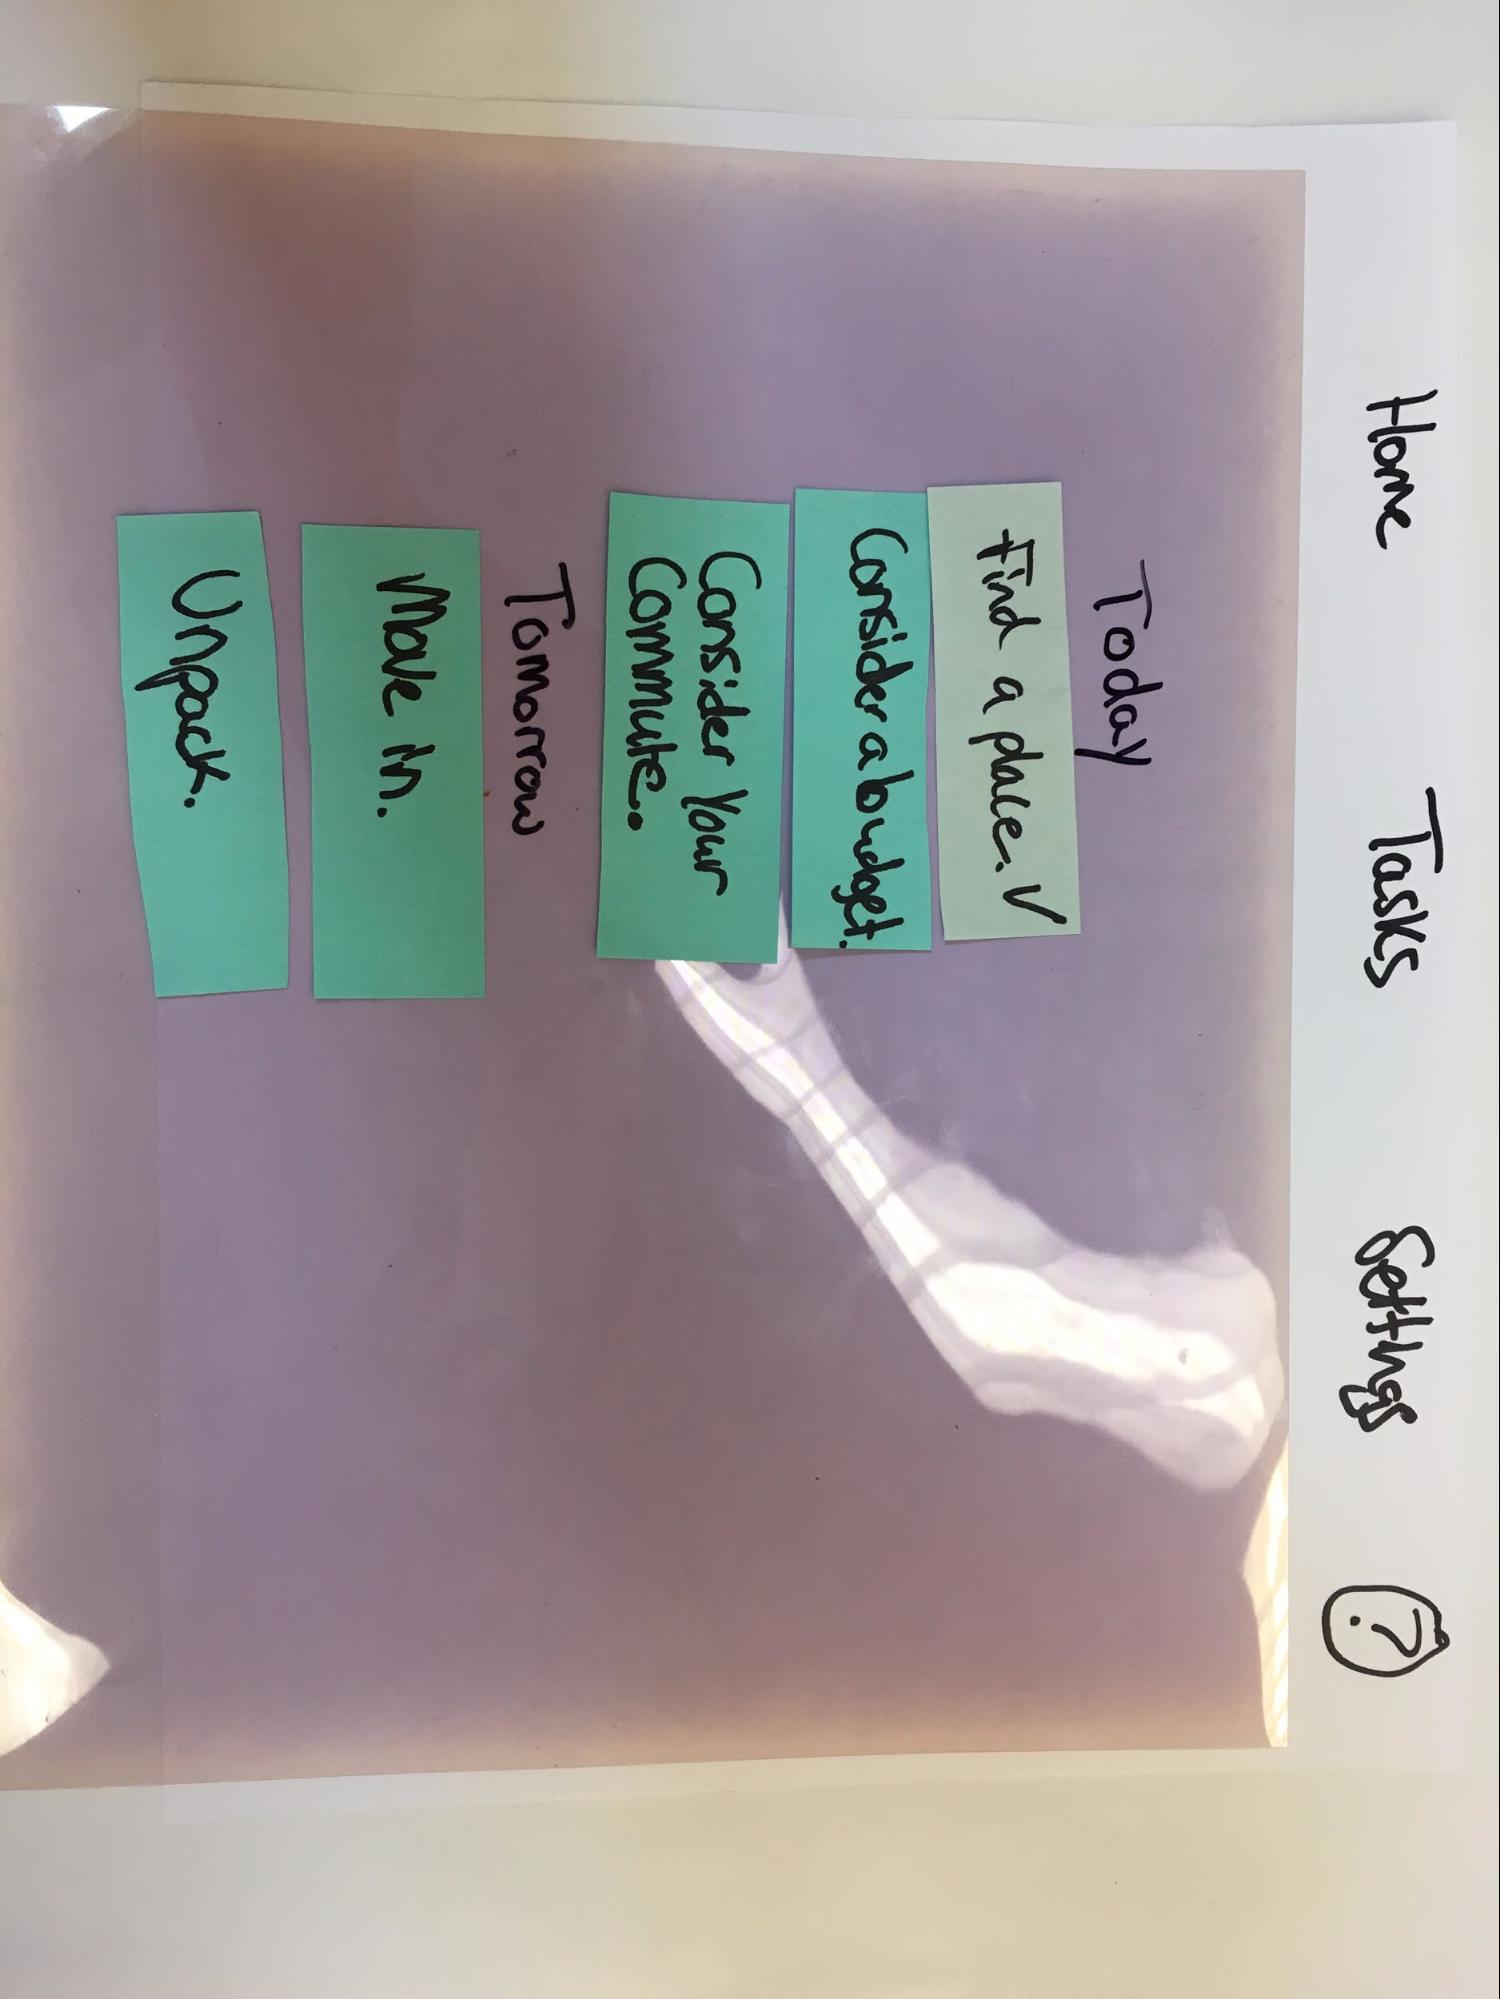 Home Tasks Settings ?
Today
Find a place. ✓
Consider a budget.
Consider Your
Commute.
Tomorrow
Move in.
Unpack.